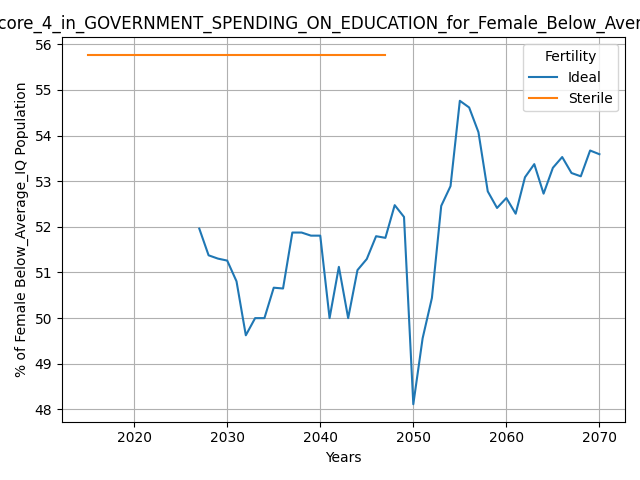 core_4_in_GOVERNMENT_SPENDING_ON_EDUCATION_for_Female_Below_Aver
Fertility
Ideal
Sterile
% of Female Below_Average_IQ Population
56
55
54
53
52
51
50
49
48
2020 2030 2040 2050 2060 2070
Years